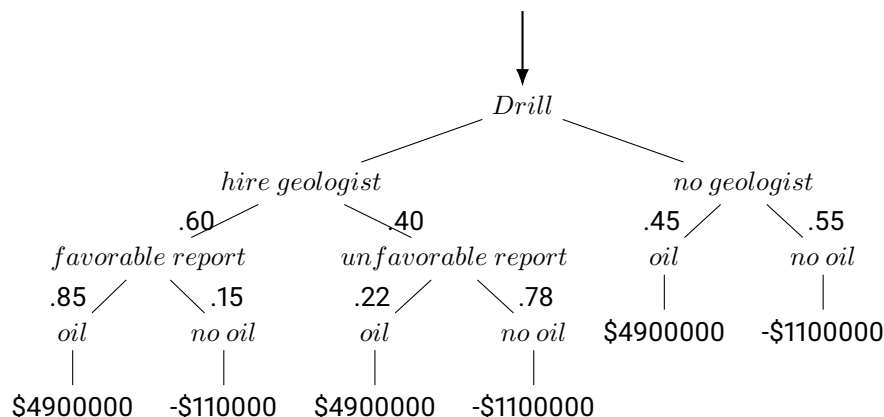 Drill
hire geologist no geologist
.60 .40 .45 .55
favorable report unfavorable report oil no oil
.85 .15 .22 .78
oil no oil oil no oil $4900000 -$1100000
$4900000 -$110000 $4900000 -$1100000